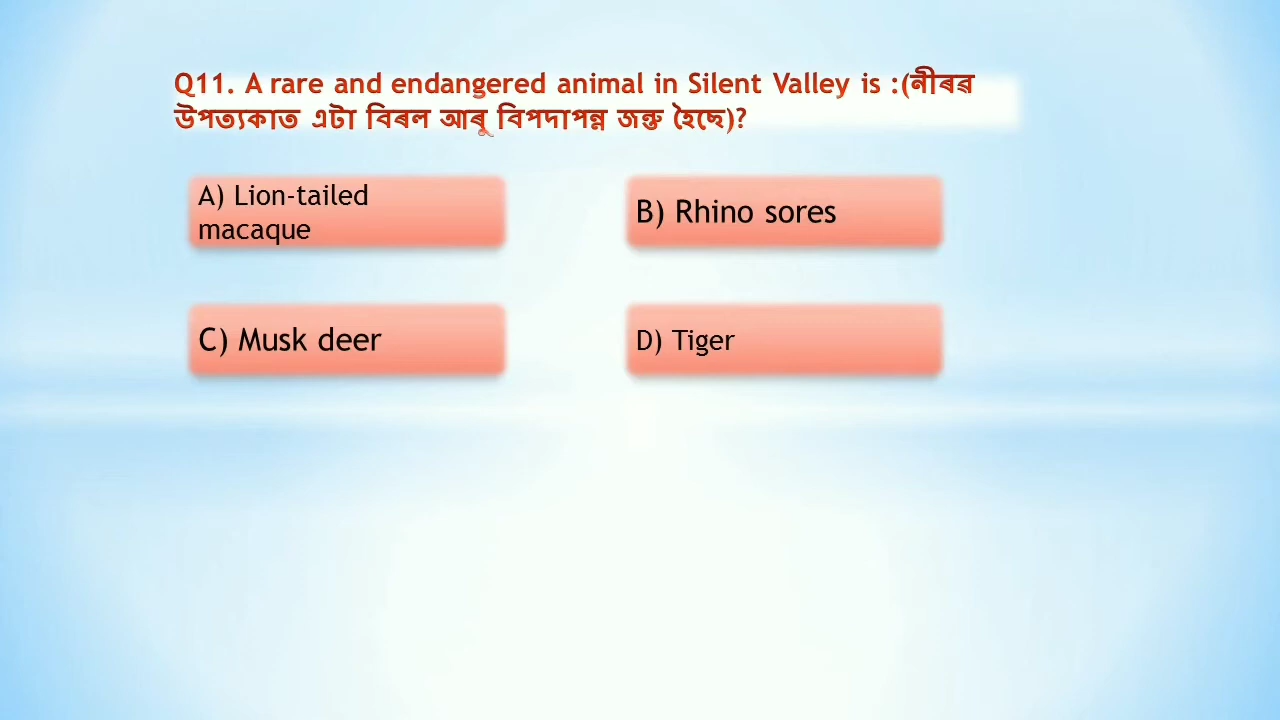 Q11. A rare and endangered animal in Silent Valley is :(নীৰৱ
উপত্যকাত এটা বিৰল আৰু বিপদাপন্ন জন্তু হৈছে)?
A) Lion-tailed
macaque
B) Rhino sores
C) Musk deer
D) Tiger